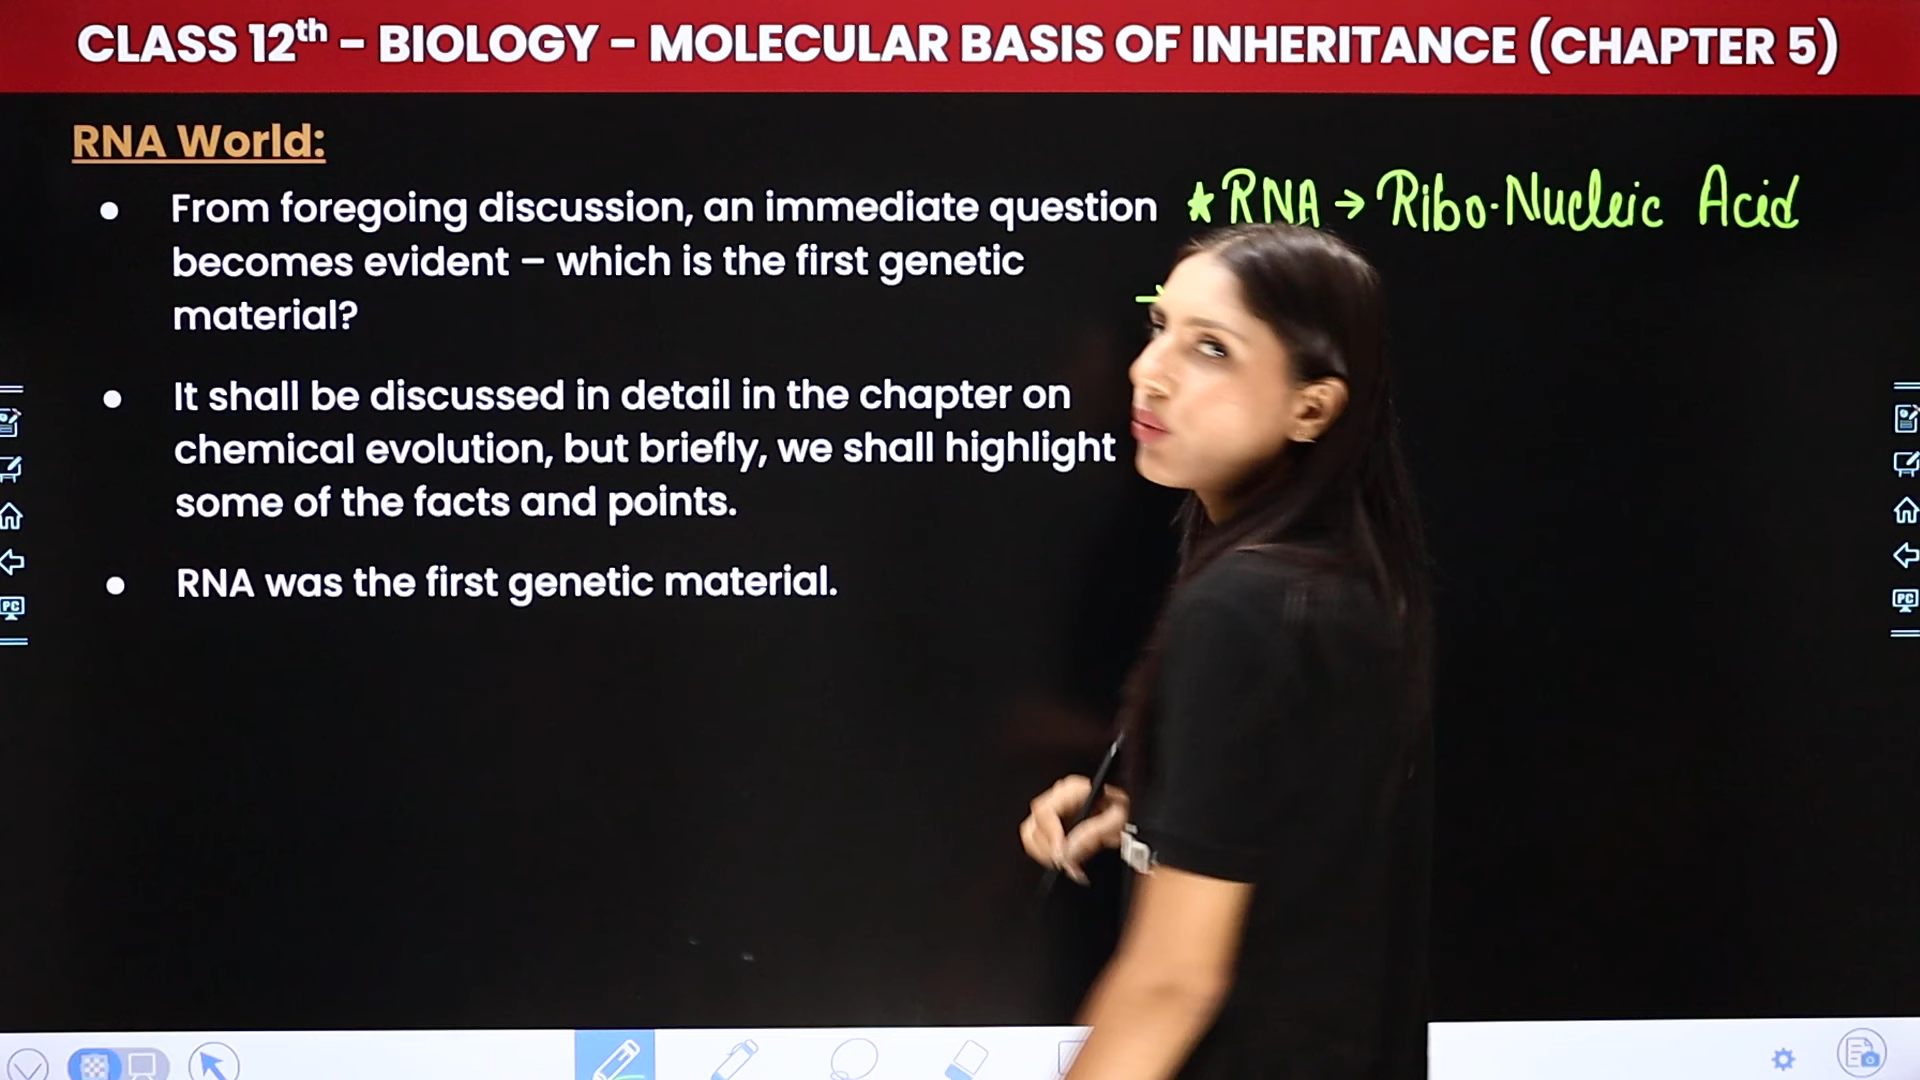 CLASS 12th - BIOLOGY - MOLECULAR BASIS OF INHERITANCE (CHAPTER 5)
RNA World:
• From foregoing discussion, an immediate question
becomes evident – which is the first genetic
material?
★ RNA → Ribo-Nucleic Acid
→
• It shall be discussed in detail in the chapter on
chemical evolution, but briefly, we shall highlight
some of the facts and points.
• RNA was the first genetic material.
PC
PC